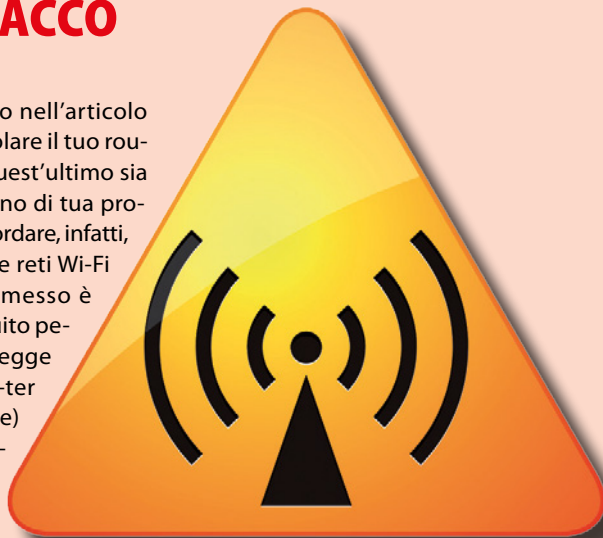 ACCO
o nell'articolo
olare il tuo rou-
uest'ultimo sia
no di tua pro-
ordare, infatti,
e reti Wi-Fi
messo è
uito pe-
egge
-ter
e)
-